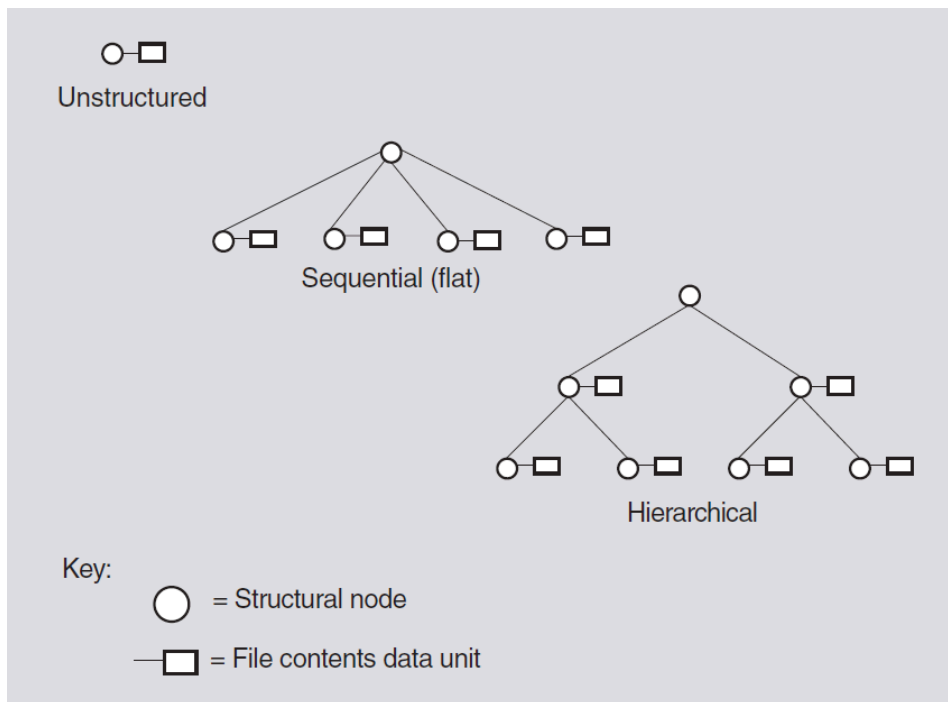 Unstructured
Sequential (flat)
Hierarchical
Key:
= Structural node
= File contents data unit